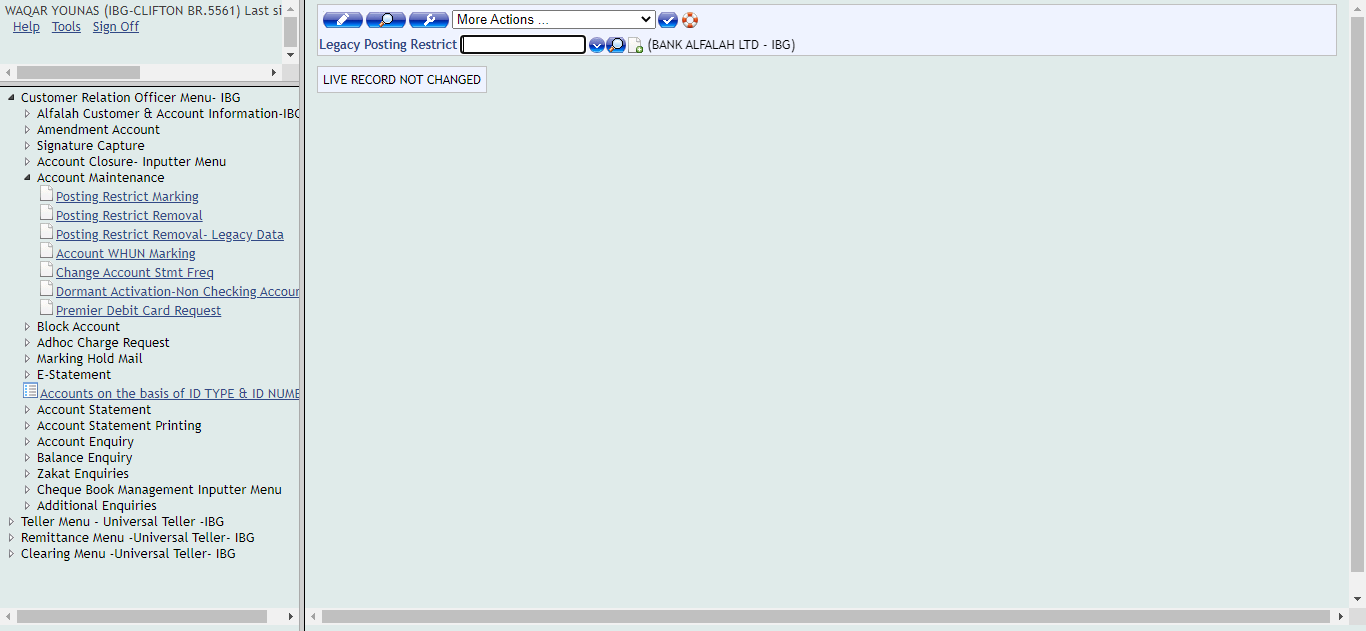 WAQAR YOUNAS (IBG-CLIFTON BR.5561) Last si
Help Tools Sign Off
Customer Relation Officer Menu- IBG
Alfalah Customer & Account Information-IBG
Amendment Account
Signature Capture
Account Closure- Inputter Menu
Account Maintenance
Posting Restrict Marking
Posting Restrict Removal
Posting Restrict Removal- Legacy Data
Account WHUN Marking
Change Account Stmt Freq
Dormant Activation-Non Checking Accour
Premier Debit Card Request
Block Account
Adhoc Charge Request
Marking Hold Mail
E-Statement
Accounts on the basis of ID TYPE & ID NUME
Account Statement
Account Statement Printing
Account Enquiry
Balance Enquiry
Zakat Enquiries
Cheque Book Management Inputter Menu
Additional Enquiries
Teller Menu - Universal Teller -IBG
Remittance Menu -Universal Teller- IBG
Clearing Menu -Universal Teller- IBG
More Actions ...
Legacy Posting Restrict (BANK ALFALAH LTD - IBG)
LIVE RECORD NOT CHANGED